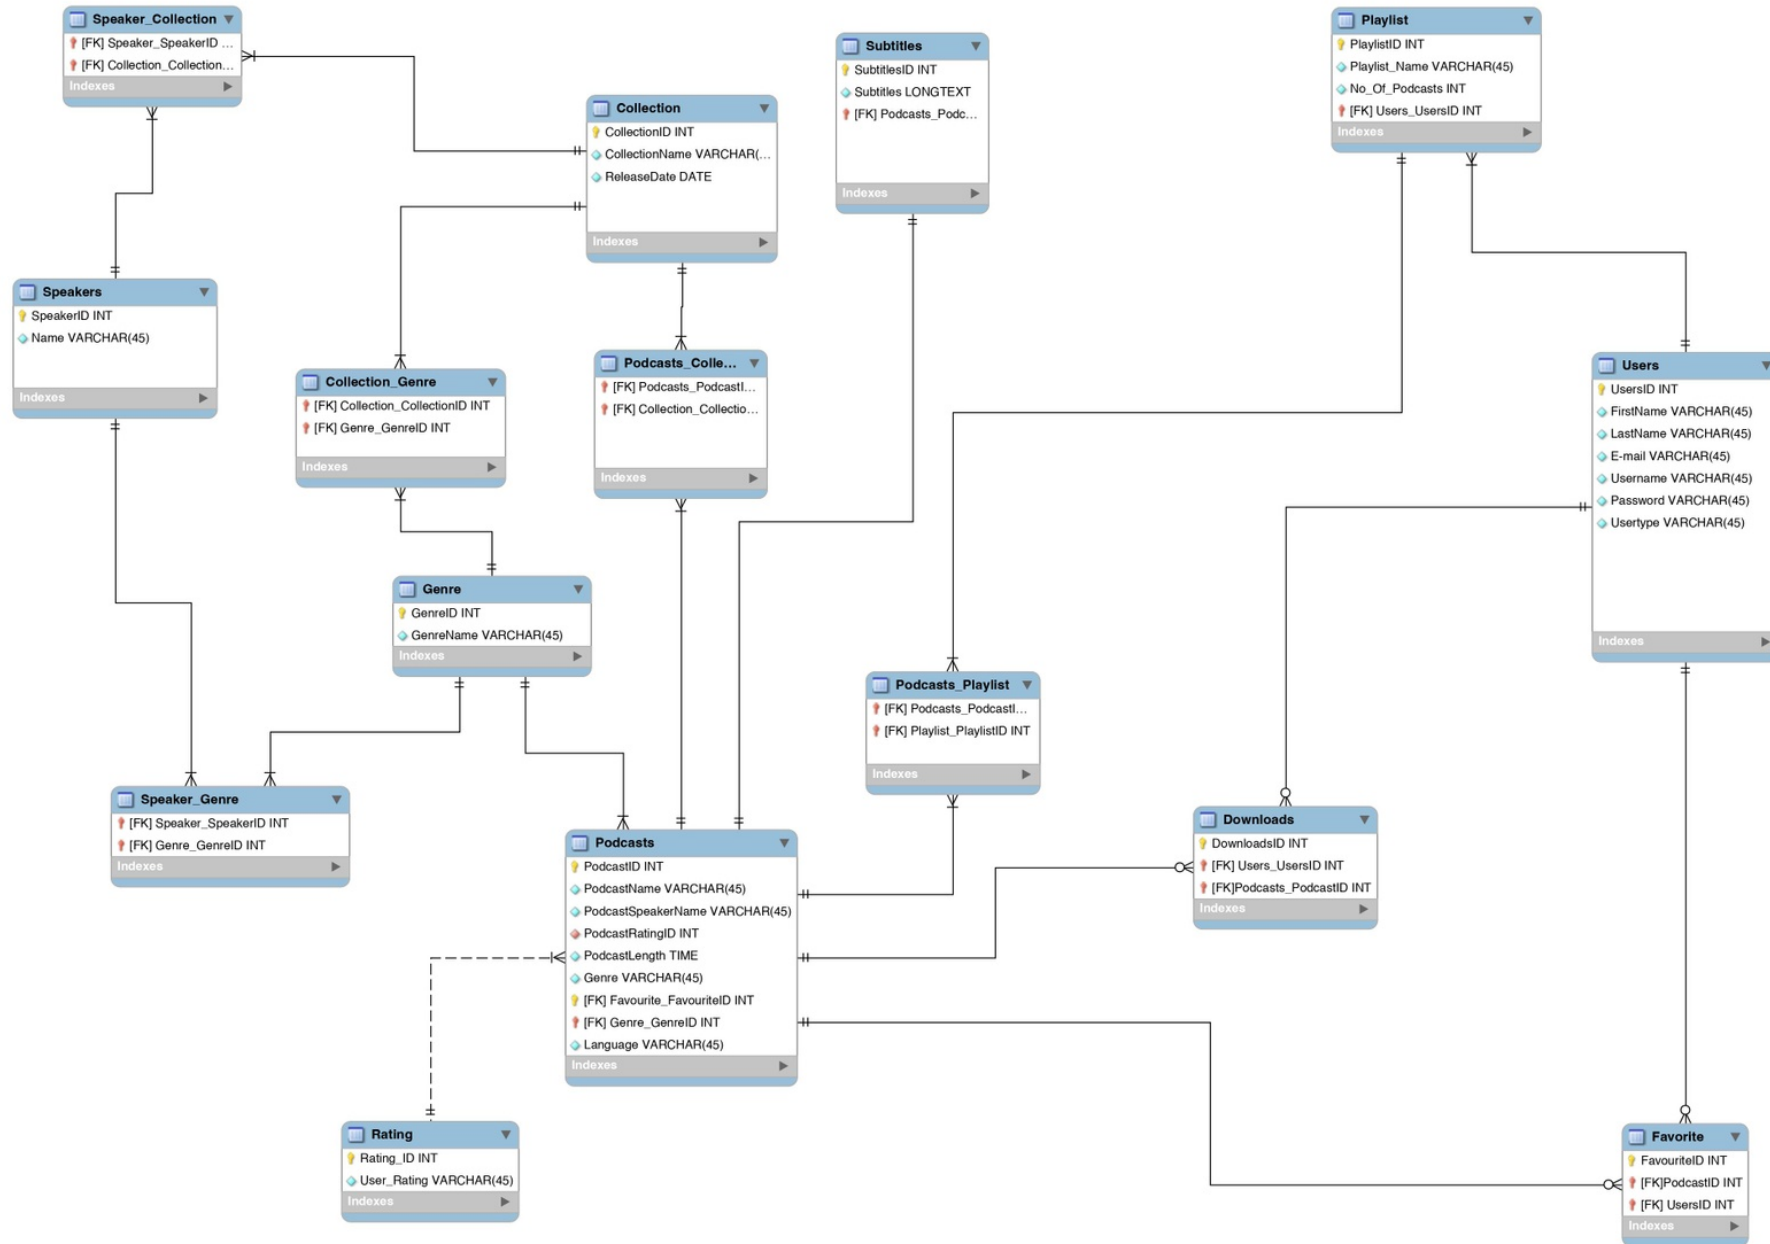 Speaker_Collection
[FK] Speaker_SpeakerID ...
[FK] Collection_Collection...
Indexes
Subtitles
SubtitlesID INT
Subtitles LONGTEXT
[FK] Podcasts_Podc...
Indexes
Playlist
PlaylistID INT
Playlist_Name VARCHAR(45)
No_Of_Podcasts INT
[FK] Users_UsersID INT
Indexes
Collection
CollectionID INT
CollectionName VARCHAR(...
ReleaseDate DATE
Indexes
Speakers
SpeakerID INT
Name VARCHAR(45)
Indexes
Collection_Genre
[FK] Collection_CollectionID INT
[FK] Genre_GenreID INT
Indexes
Podcasts_Colle...
[FK] Podcasts_PodcastI...
[FK] Collection_Collectio...
Indexes
Users
UsersID INT
FirstName VARCHAR(45)
LastName VARCHAR(45)
E-mail VARCHAR(45)
Username VARCHAR(45)
Password VARCHAR(45)
Usertype VARCHAR(45)
Indexes
Genre
GenreID INT
GenreName VARCHAR(45)
Indexes
Podcasts_Playlist
[FK] Podcasts_PodcastI...
[FK] Playlist_PlaylistID INT
Indexes
Speaker_Genre
[FK] Speaker_SpeakerID INT
[FK] Genre_GenreID INT
Indexes
Podcasts
PodcastID INT
PodcastName VARCHAR(45)
PodcastSpeakerName VARCHAR(45)
PodcastRatingID INT
PodcastLength TIME
Genre VARCHAR(45)
[FK] Favourite_FavouriteID INT
[FK] Genre_GenreID INT
Language VARCHAR(45)
Indexes
Downloads
DownloadsID INT
[FK] Users_UsersID INT
[FK]Podcasts_PodcastID INT
Indexes
Rating
Rating_ID INT
User_Rating VARCHAR(45)
Indexes
Favorite
FavouriteID INT
[FK]PodcastID INT
[FK] UsersID INT
Indexes